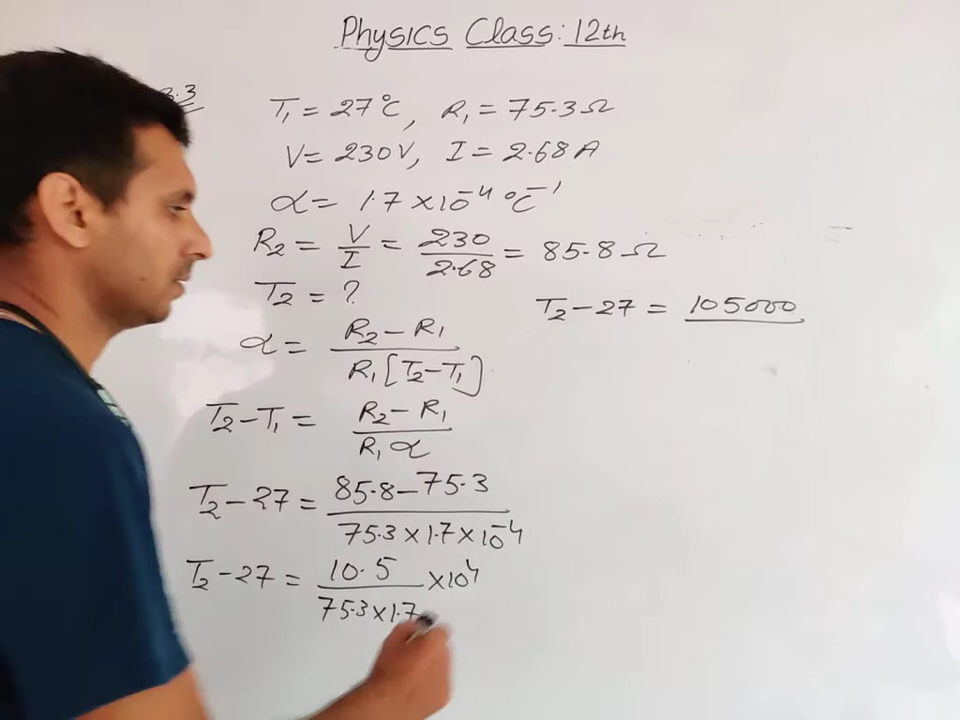 Physics Class: 12th
3.3
T₁ = 27°C, R₁ = 75.3 Ω
V = 230V, I = 2.68 A
α = 1.7 × 10⁻⁴ °C⁻¹
R₂ = V/I = 230/2.68 = 85.8 Ω
T₂ = ?
α = R₂ - R₁ / R₁ [T₂ - T₁]
T₂ - T₁ = R₂ - R₁ / R₁ α
T₂ - 27 = 85.8 - 75.3 / 75.3 × 1.7 × 10⁻⁴
T₂ - 27 = 10.5 / 75.3 × 1.7 × 10⁴
T₂ - 27 = 105000